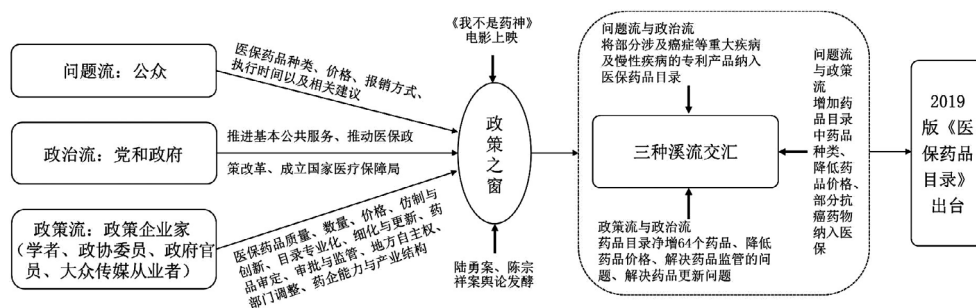 问题流：公众
医保药品种类、价格、报销方式、
执行时间以及相关建议
政治流：党和政府
推进基本公共服务、推动医保政
策改革、成立国家医疗保障局
政策流：政策企业家
（学者、政协委员、政府官
员、大众传媒从业者）
医保药品质量、数量、价格、仿制与
创新、目录专业化、细化与更新、药
品审定、审批与监管、地方自主权、
部门调整、药企能力与产业结构
《我不是药神》
电影上映
政策之窗
陆勇案、陈宗
祥案舆论发酵
问题流与政治流
将部分涉及癌症等重大疾病
及慢性疾病的专利产品纳入
医保药品目录
三种溪流交汇
政策流与政治流
药品目录净增64个药品、降低
药品价格、解决药品监管的问
题、解决药品更新问题
问题流
与政策
流
增加药
品目录
中药品
种类、
降低药
品价格、
部分抗
癌药物
纳入医
保
2019
版《医
保药品
目录》
出台